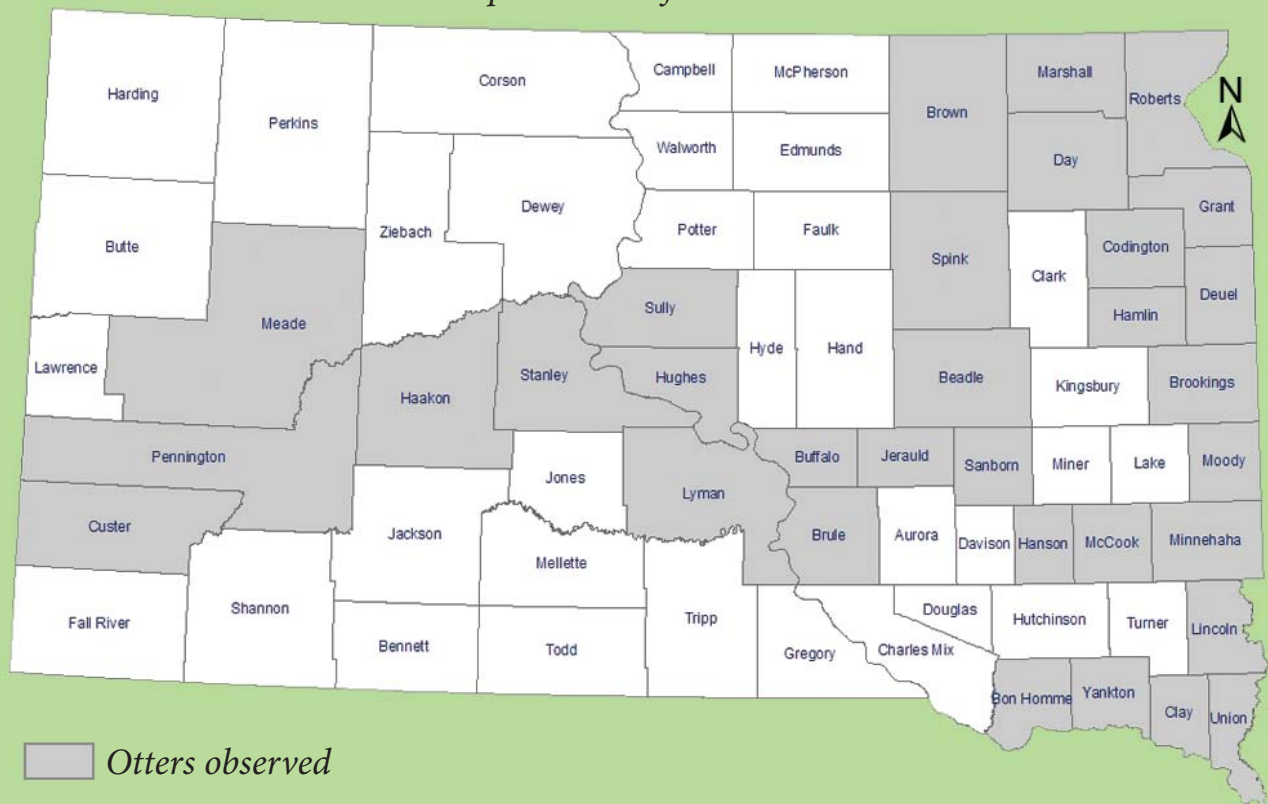 Harding
Perkins
Corson
Campbell
McPherson
Brown
Marshall
Roberts
N
Walworth
Edmunds
Day
Butte
Ziebach
Dewey
Potter
Faulk
Spink
Clark
Codington
Grant
Meade
Sully
Hyde
Hand
Hamlin
Deuel
Lawrence
Haakon
Stanley
Hughes
Beadle
Kingsbury
Brookings
Pennington
Jones
Lyman
Buffalo
Jerauld
Sanborn
Miner
Lake
Moody
Custer
Jackson
Mellette
Brule
Aurora
Davison
Hanson
McCook
Minnehaha
Fall River
Shannon
Bennett
Todd
Tripp
Gregory
Charles Mix
Douglas
Hutchinson
Turner
Lincoln
Bon Homme
Yankton
Clay
Union
Otters observed